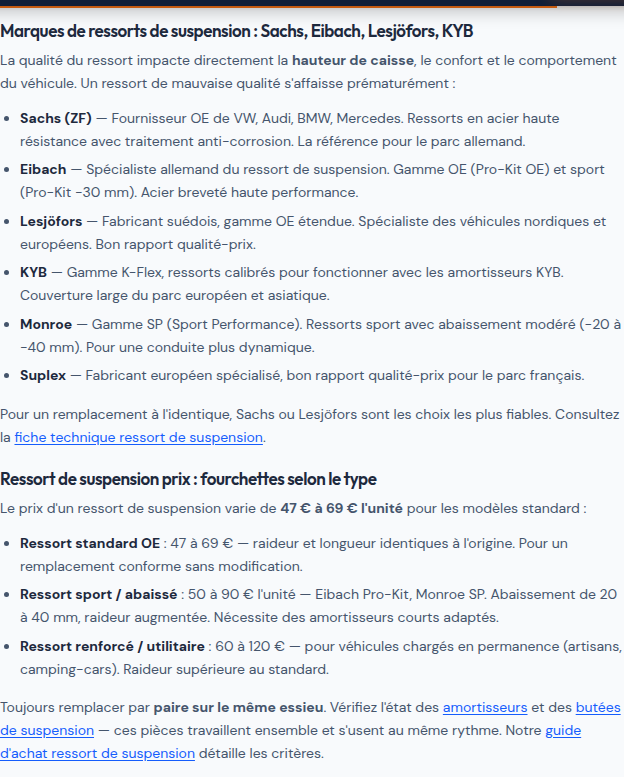 Marques de ressorts de suspension : Sachs, Eibach, Lesjöfors, KYB
La qualité du ressort impacte directement la hauteur de caisse, le confort et le comportement
du véhicule. Un ressort de mauvaise qualité s'affaisse prématurément :
• Sachs (ZF) — Fournisseur OE de VW, Audi, BMW, Mercedes. Ressorts en acier haute
résistance avec traitement anti-corrosion. La référence pour le parc allemand.
• Eibach — Spécialiste allemand du ressort de suspension. Gamme OE (Pro-Kit OE) et sport
(Pro-Kit -30 mm). Acier breveté haute performance.
• Lesjöfors — Fabricant suédois, gamme OE étendue. Spécialiste des véhicules nordiques et
européens. Bon rapport qualité-prix.
• KYB — Gamme K-Flex, ressorts calibrés pour fonctionner avec les amortisseurs KYB.
Couverture large du parc européen et asiatique.
• Monroe — Gamme SP (Sport Performance). Ressorts sport avec abaissement modéré (-20 à
-40 mm). Pour une conduite plus dynamique.
• Suplex — Fabricant européen spécialisé, bon rapport qualité-prix pour le parc français.
Pour un remplacement à l'identique, Sachs ou Lesjöfors sont les choix les plus fiables. Consultez
la fiche technique ressort de suspension.
Ressort de suspension prix : fourchettes selon le type
Le prix d'un ressort de suspension varie de 47 € à 69 € l'unité pour les modèles standard :
• Ressort standard OE : 47 à 69 € — raideur et longueur identiques à l'origine. Pour un
remplacement conforme sans modification.
• Ressort sport / abaissé : 50 à 90 € l'unité — Eibach Pro-Kit, Monroe SP. Abaissement de 20
à 40 mm, raideur augmentée. Nécessite des amortisseurs courts adaptés.
• Ressort renforcé / utilitaire : 60 à 120 € — pour véhicules chargés en permanence (artisans,
camping-cars). Raideur supérieure au standard.
Toujours remplacer par paire sur le même essieu. Vérifiez l'état des amortisseurs et des butées
de suspension — ces pièces travaillent ensemble et s'usent au même rythme. Notre guide
d'achat ressort de suspension détaille les critères.